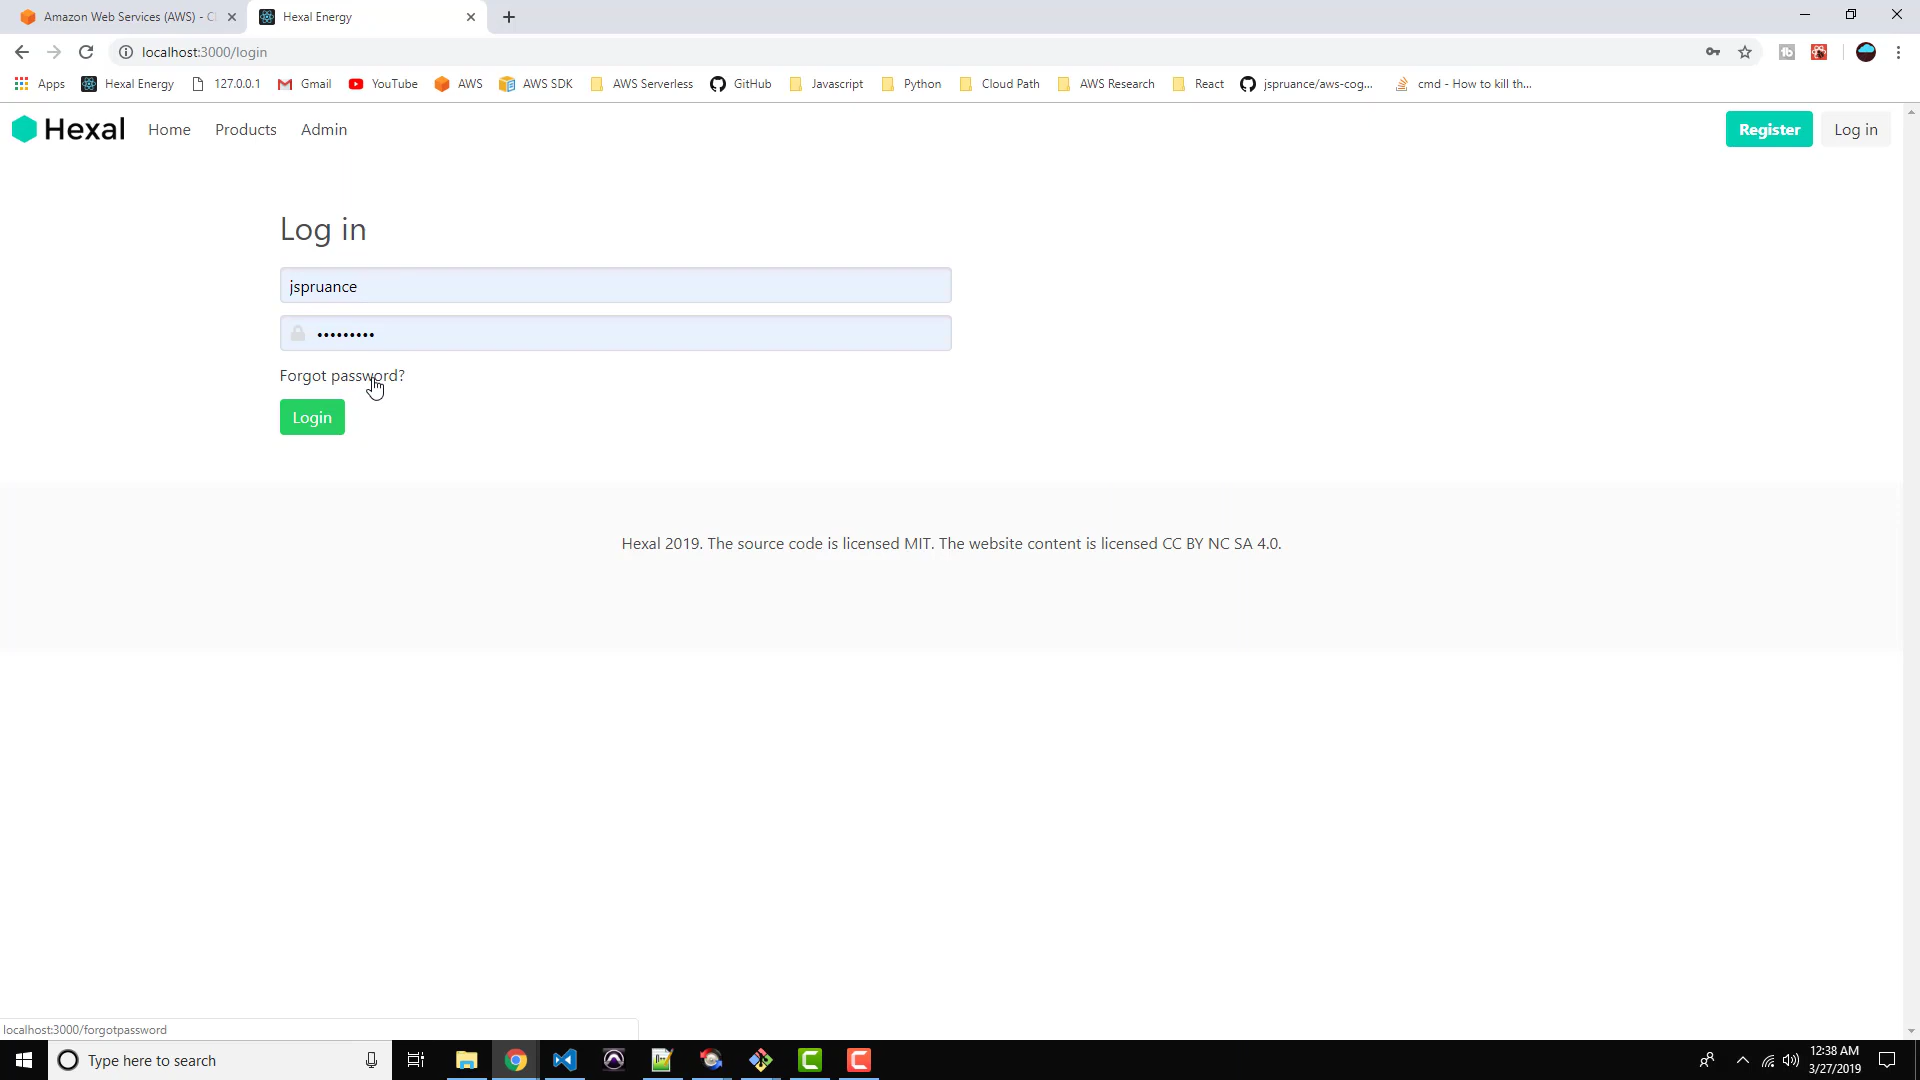 Amazon Web Services (AWS) - Cl
Hexal Energy
localhost:3000/login
Apps
Hexal Energy
127.0.0.1
Gmail
YouTube
AWS
AWS SDK
AWS Serverless
GitHub
Javascript
Python
Cloud Path
AWS Research
React
jspruance/aws-cog...
cmd - How to kill th...
Hexal
Home
Products
Admin
Register
Log in
Log in
jspruance
•••••••••
Forgot password?
Login
Hexal 2019. The source code is licensed MIT. The website content is licensed CC BY NC SA 4.0.
localhost:3000/forgotpassword
Type here to search
12:38 AM
3/27/2019